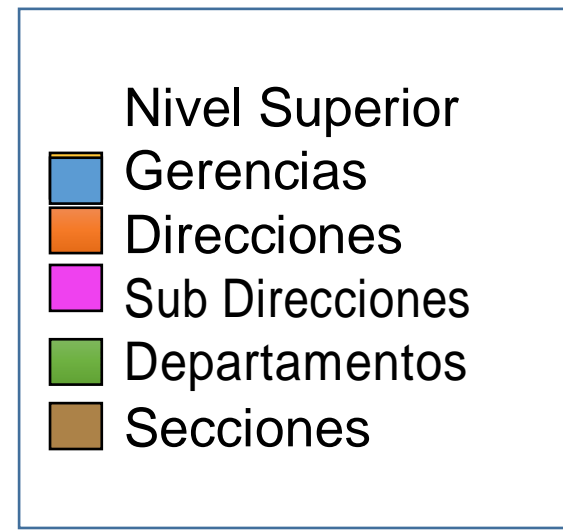 Nivel Superior
Gerencias
Direcciones
Sub Direcciones
Departamentos
Secciones